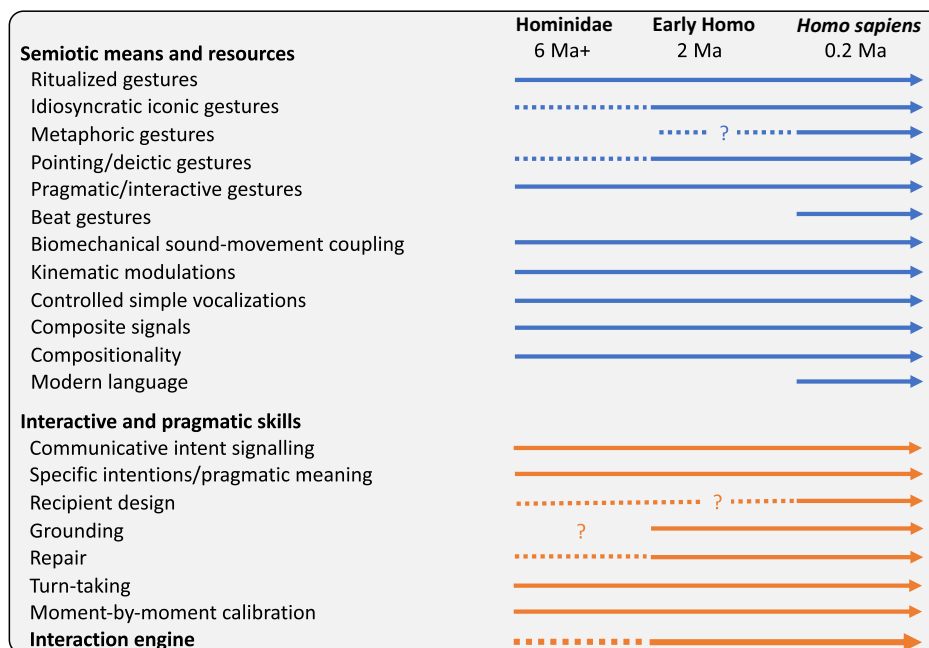 Hominidae Early Homo Homo sapiens
Semiotic means and resources 6 Ma+ 2 Ma 0.2 Ma
Ritualized gestures
Idiosyncratic iconic gestures
Metaphoric gestures ?
Pointing/deictic gestures
Pragmatic/interactive gestures
Beat gestures
Biomechanical sound-movement coupling
Kinematic modulations
Controlled simple vocalizations
Composite signals
Compositionality
Modern language
Interactive and pragmatic skills
Communicative intent signalling
Specific intentions/pragmatic meaning
Recipient design ?
Grounding ?
Repair
Turn-taking
Moment-by-moment calibration
Interaction engine